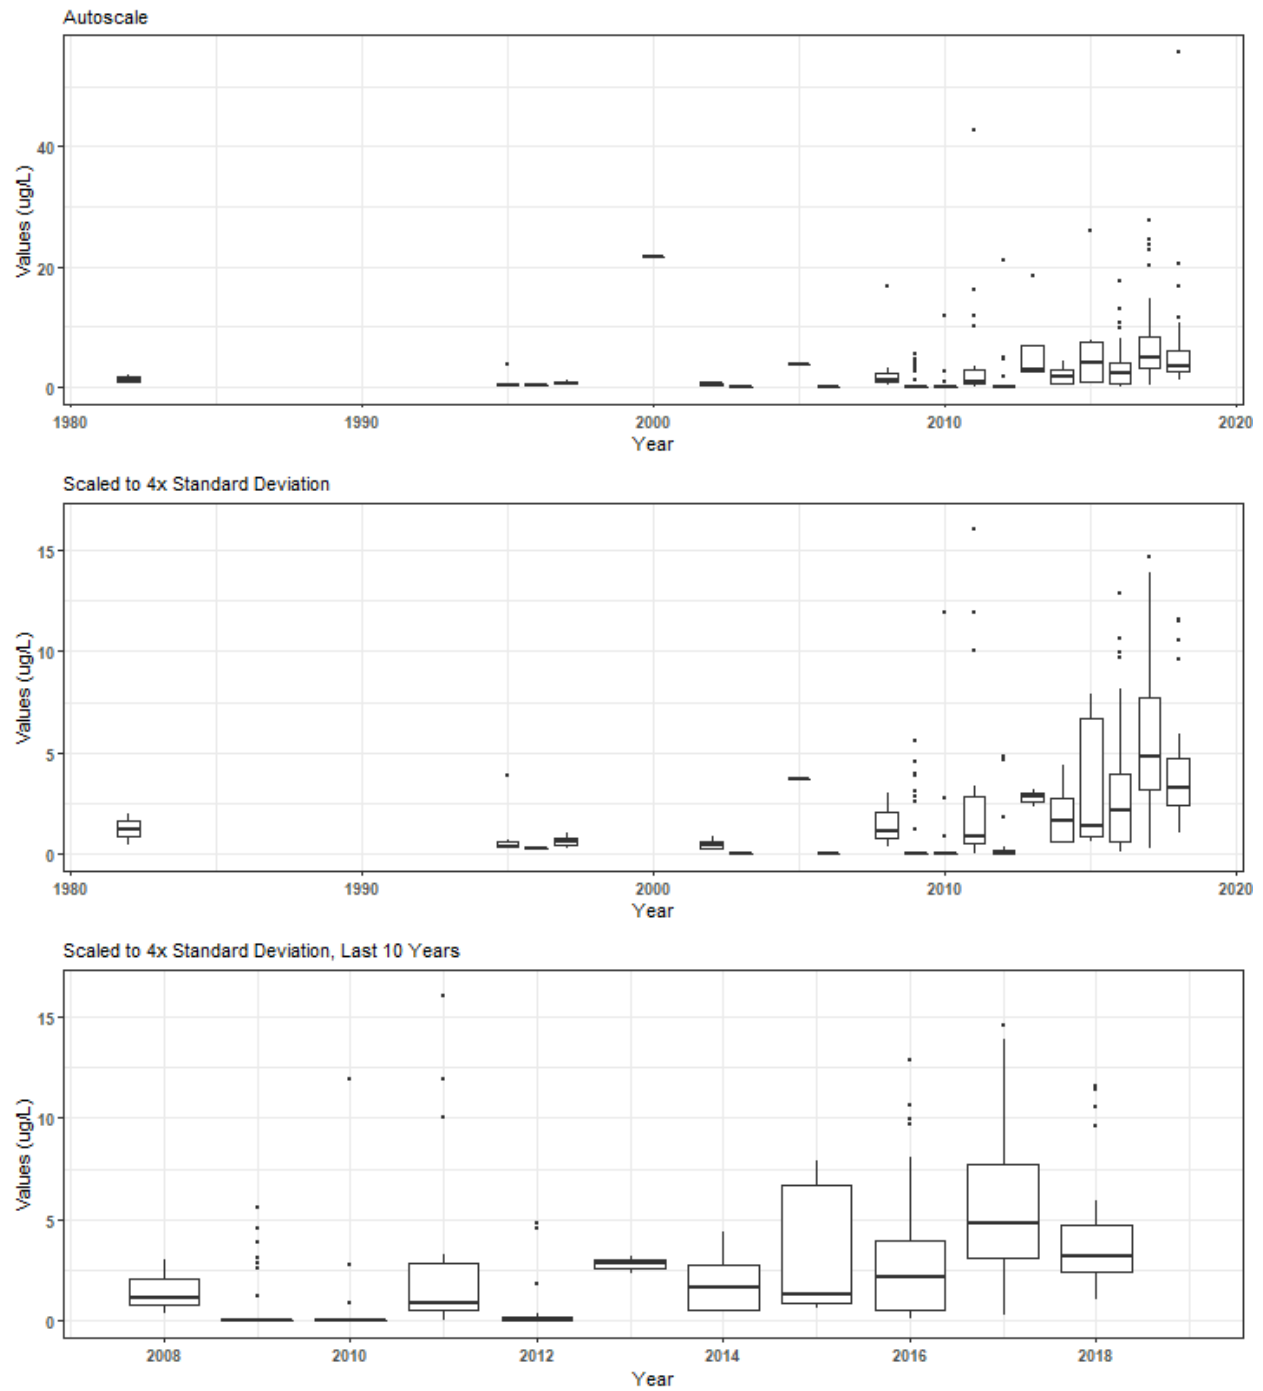 Autoscale
Values (ug/L)
40
20
0
1980 1990 2000 2010 2020
Year
Scaled to 4x Standard Deviation
Values (ug/L)
15
10
5
0
1980 1990 2000 2010 2020
Year
Scaled to 4x Standard Deviation, Last 10 Years
Values (ug/L)
15
10
5
0
2008 2010 2012 2014 2016 2018
Year